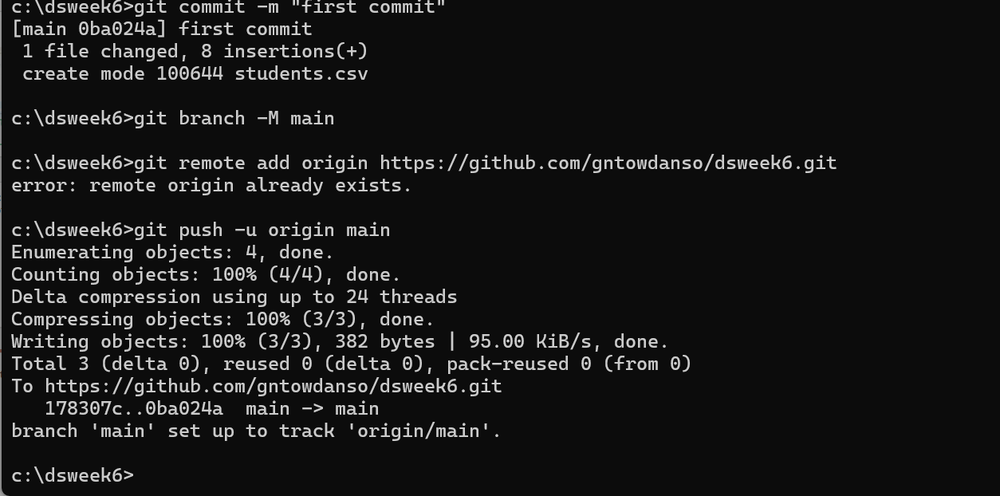 c:\dsweek6>git commit -m "first commit"
[main 0ba024a] first commit
 1 file changed, 8 insertions(+)
 create mode 100644 students.csv
c:\dsweek6>git branch -M main
c:\dsweek6>git remote add origin https://github.com/gntowdanso/dsweek6.git
error: remote origin already exists.
c:\dsweek6>git push -u origin main
Enumerating objects: 4, done.
Counting objects: 100% (4/4), done.
Delta compression using up to 24 threads
Compressing objects: 100% (3/3), done.
Writing objects: 100% (3/3), 382 bytes | 95.00 KiB/s, done.
Total 3 (delta 0), reused 0 (delta 0), pack-reused 0 (from 0)
To https://github.com/gntowdanso/dsweek6.git
   178307c..0ba024a  main -> main
branch 'main' set up to track 'origin/main'.
c:\dsweek6>